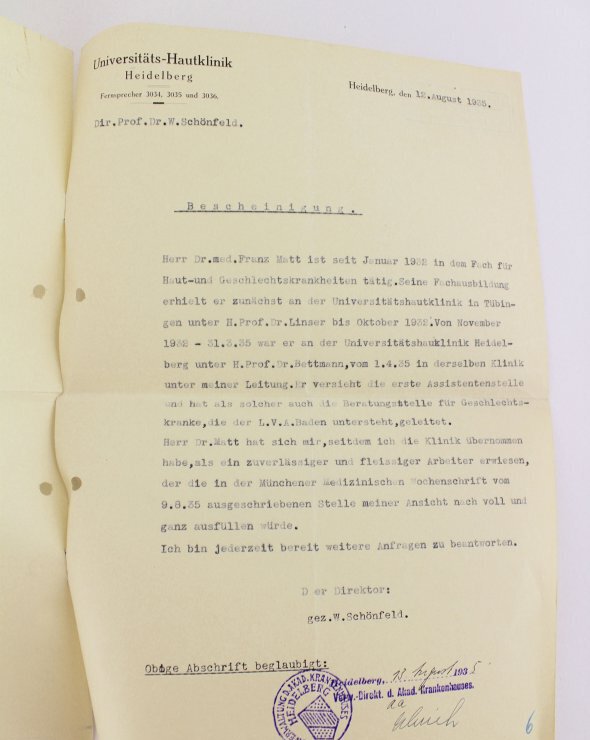 Universitäts-Hautklinik
Heidelberg
Fernsprecher 3034, 3035 und 3036.
Heidelberg, den 12.August 1935.
Dir.Prof.Dr.W.Schönfeld.
Bescheinigung.
Herr Dr.med.Franz Matt ist seit Januar 1932 in dem Fach für
Haut-und Geschlechtskrankheiten tätig.Seine Fachausbildung
erhielt er zunächst an der Universitätshautklinik in Tübin-
gen unter H.Prof.Dr.Linser bis Oktober 1932.Von November
1932 - 31.3.35 war er an der Universitätshauklinik Heidel-
berg unter H.Prof.Dr.Bettmann,vom 1.4.35 in derselben Klinik
unter meiner Leitung.Er versieht die erste Assistentenstelle
und hat als solcher auch die Beratungsstelle für Geschlechts-
kranke,die der L.V.A.Baden untersteht,geleitet.
Herr Dr.Matt hat sich mir,seitdem ich die Klinik übernommen
habe,als ein zuverlässiger und fleissiger Arbeiter erwiesen,
der die in der Münchener Medizinischen Wochenschrift vom
9.8.35 ausgeschriebenen Stelle meiner Ansicht nach voll und
ganz ausfüllen würde.
Ich bin jederzeit bereit weitere Anfragen zu beantworten.
Der Direktor:
gez.W.Schönfeld.
Obige Abschrift beglaubigt:
Heidelberg, 23 August 1935
Verw.-Direkt. d. Akad. Krankenhauses.
VERWALTUNG D. AKAD. KRANKENHAUSES
HEIDELBERG
6